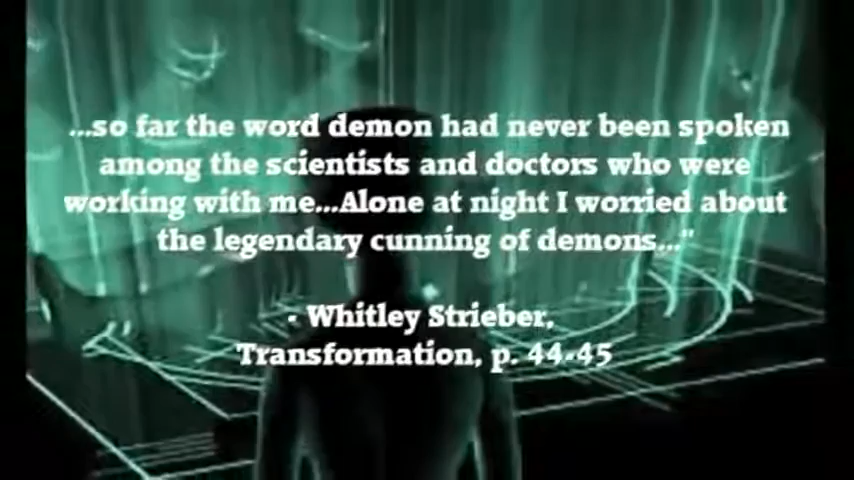 ...so far the word demon had never been spoken
among the scientists and doctors who were
working with me...Alone at night I worried about
the legendary cunning of demons..."
- Whitley Strieber,
Transformation, p. 44-45